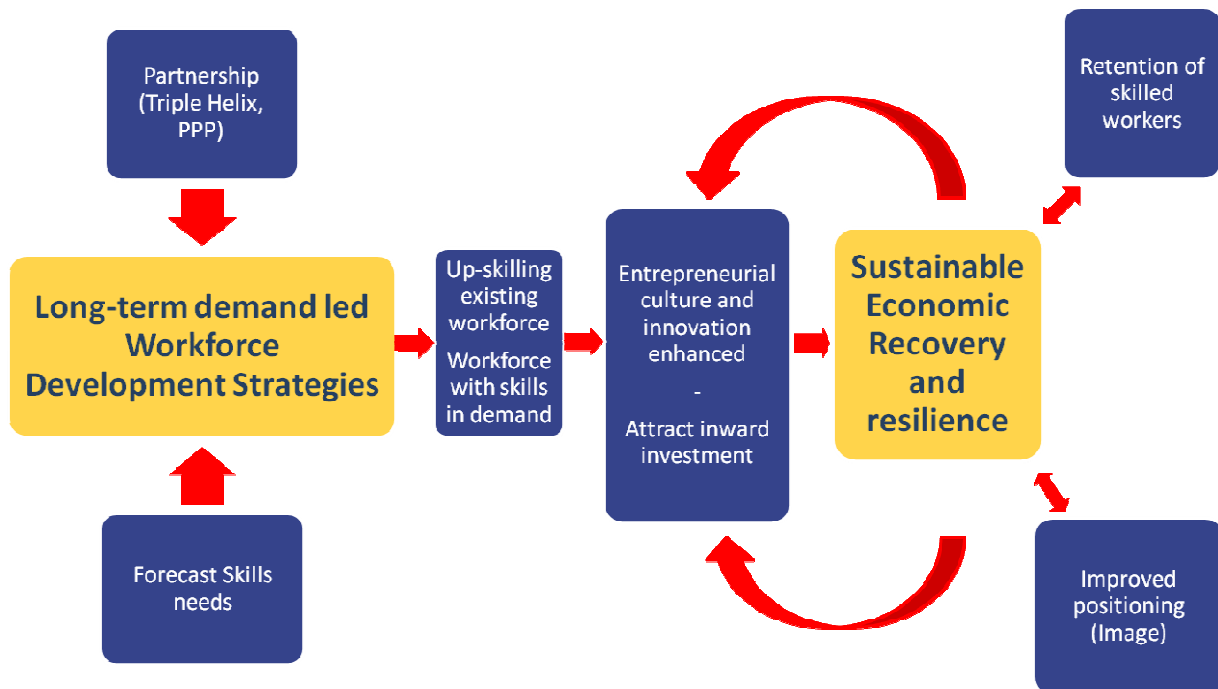 Partnership
(Triple Helix,
PPP)
Long-term demand led
Workforce
Development Strategies
Forecast Skills
needs
Up-skilling
existing
workforce
Workforce
with skills
in demand
Entrepreneurial
culture and
innovation
enhanced
-
Attract inward
investment
Sustainable
Economic
Recovery
and
resilience
Retention of
skilled
workers
Improved
positioning
(Image)